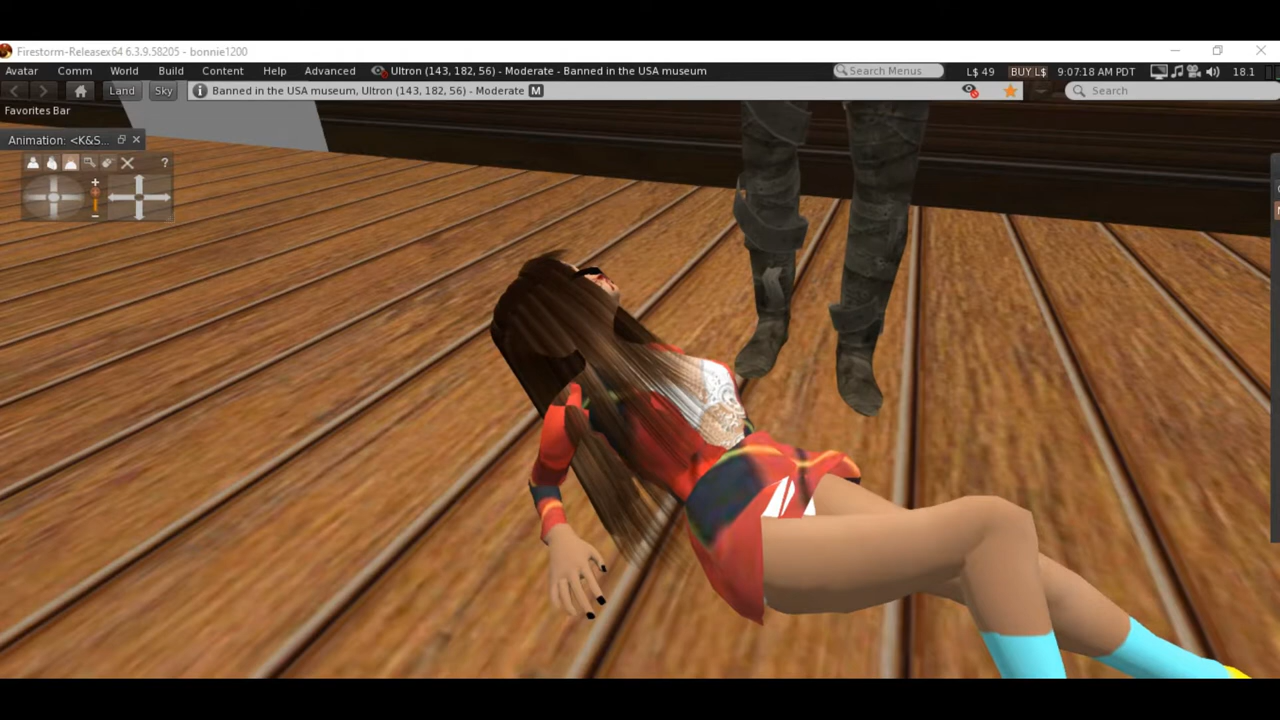 Firestorm-Releasex64 6.3.9.58205 - bonnie1200
Avatar Comm World Build Content Help Advanced Ultron (143, 182, 56) - Moderate - Banned in the USA museum Search Menus L$ 49 BUY L$ 9:07:18 AM PDT 18.1
Land Sky Banned in the USA museum, Ultron (143, 182, 56) - Moderate M Search
Favorites Bar
Animation: <K&S...
?